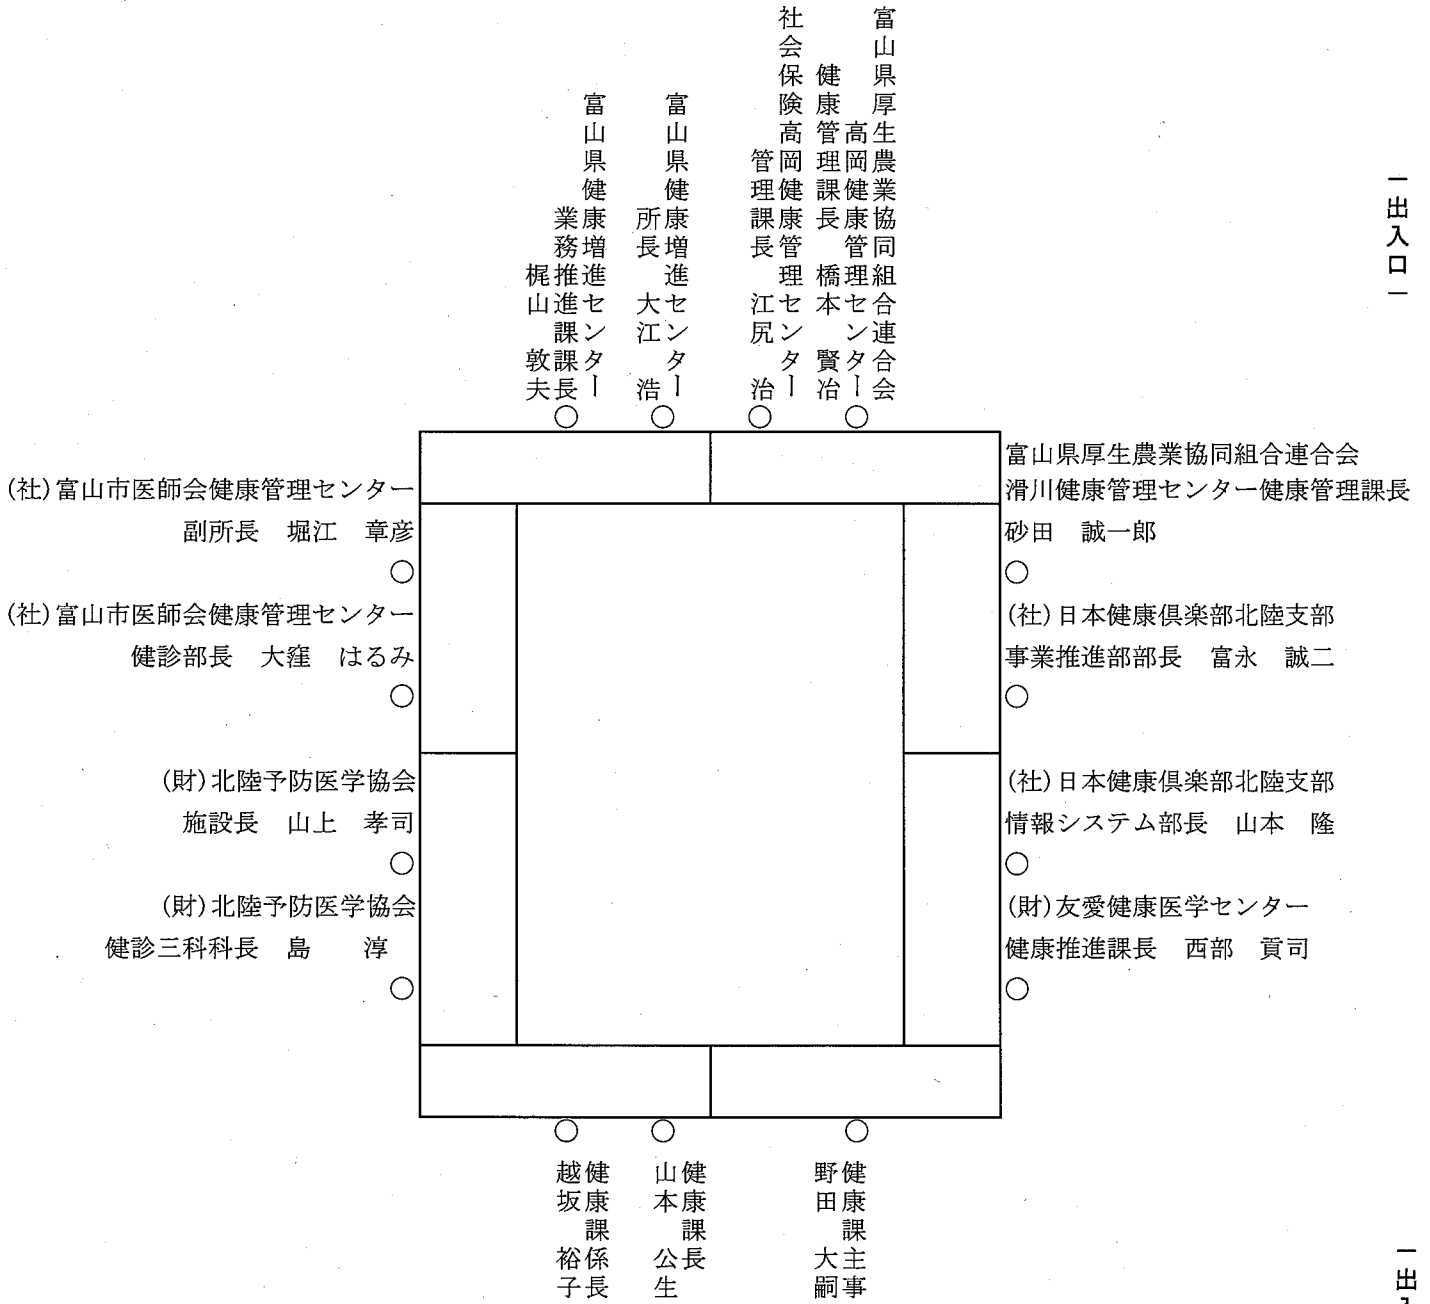 富山県厚生農業協同組合連合会
高岡健康管理センター
健康管理課長　橋本　賢治
社会保険高岡健康管理センター
管理課長　江尻　治
富山県健康増進センター
所長　大江　浩
富山県健康増進センター
業務推進課課長
梶山　敦夫
ー出入口ー
(社)富山市医師会健康管理センター
副所長　堀江　章彦
(社)富山市医師会健康管理センター
健診部長　大窪　はるみ
(財)北陸予防医学協会
施設長　山上　孝司
(財)北陸予防医学協会
健診三科科長　島　淳
富山県厚生農業協同組合連合会
滑川健康管理センター健康管理課長
砂田　誠一郎
(社)日本健康倶楽部北陸支部
事業推進部部長　富永　誠二
(社)日本健康倶楽部北陸支部
情報システム部長　山本　隆
(財)友愛健康医学センター
健康推進課長　西部　貢司
健康課主事
野田　大嗣
健康課長
山本　公生
健康課係長
越坂　裕子
ー出